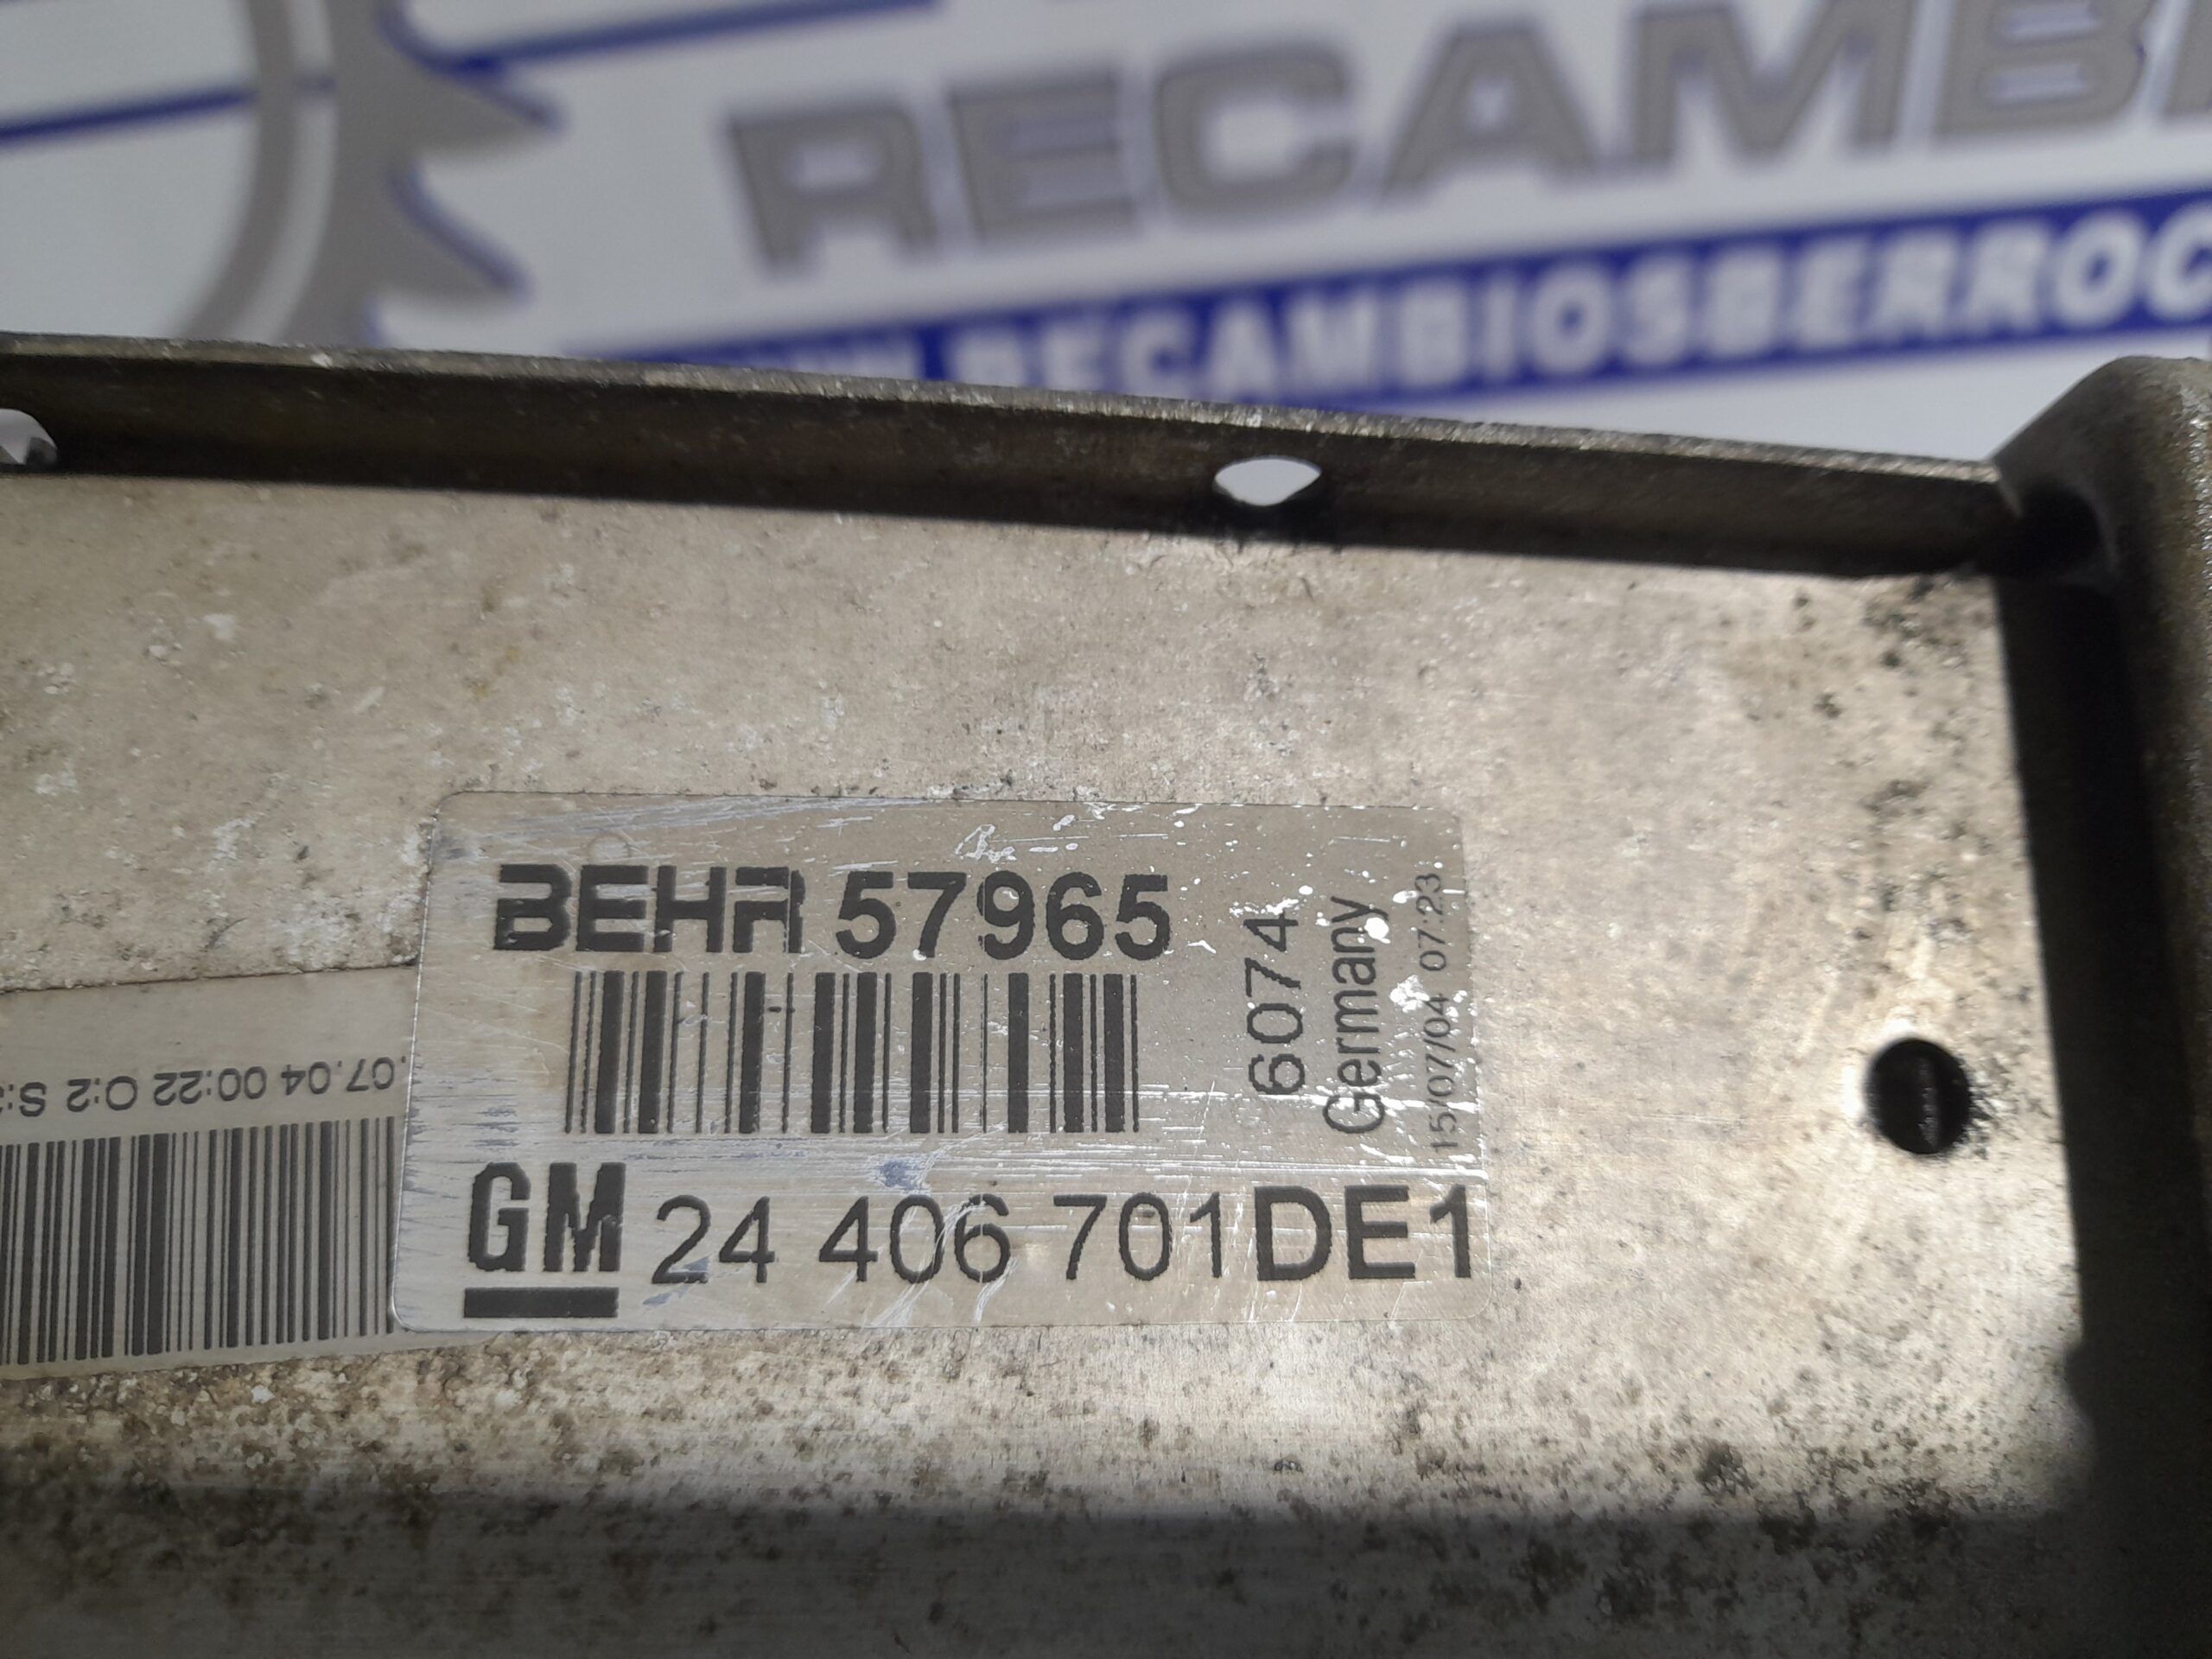 RECAMBI
RECAMBIOSBERROC
BEHR 57965
6074
Germany
15/07/04 07:23
GM 24 406 701DE1
.07.04 00:22 O:2 S: